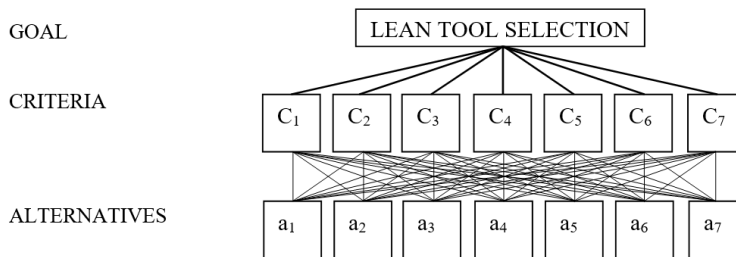 GOAL LEAN TOOL SELECTION
CRITERIA C₁ C₂ C₃ C₄ C₅ C₆ C₇
ALTERNATIVES a₁ a₂ a₃ a₄ a₅ a₆ a₇